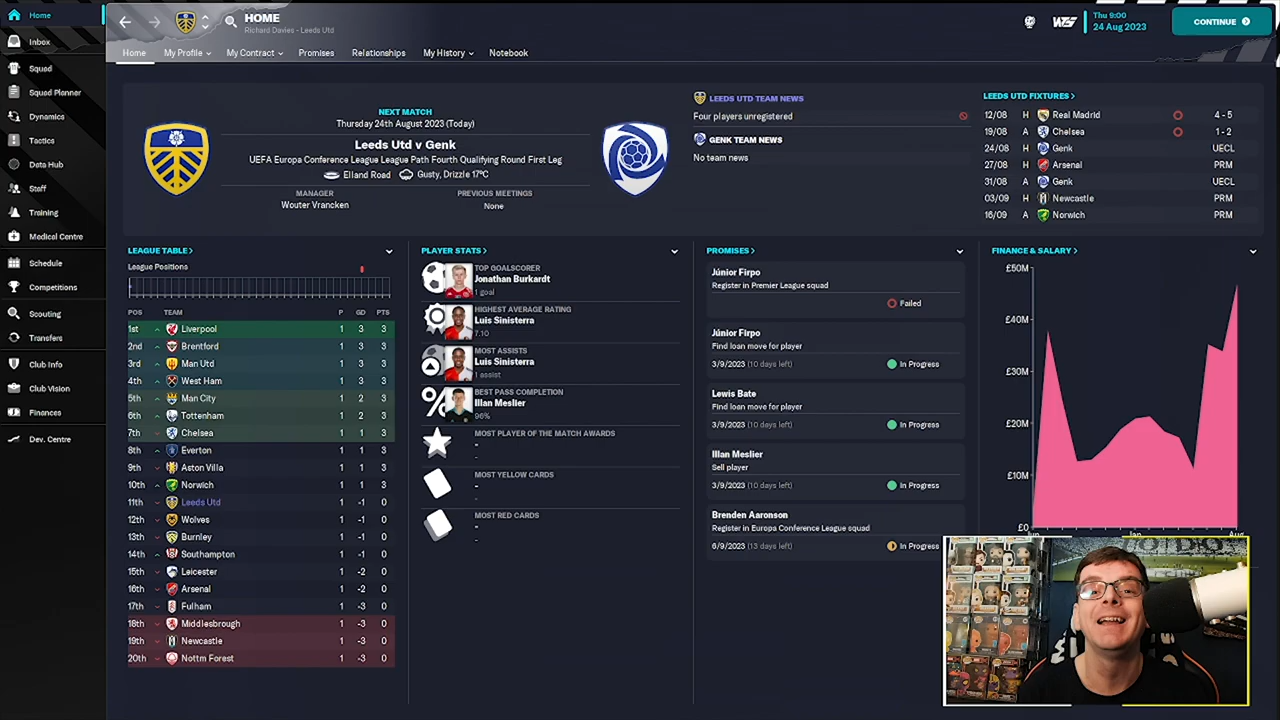 Home
Inbox
Squad
Squad Planner
Dynamics
Tactics
Data Hub
Staff
Training
Medical Centre
Schedule
Competitions
Scouting
Transfers
Club Info
Club Vision
Finances
Dev. Centre
HOME
Richard Davies - Leeds Utd
Thu 9:00
24 Aug 2023
CONTINUE
Home My Profile My Contract Promises Relationships My History Notebook
NEXT MATCH
Thursday 24th August 2023 (Today)
Leeds Utd v Genk
UEFA Europa Conference League League Path Fourth Qualifying Round First Leg
Elland Road Gusty, Drizzle 17°C
MANAGER
Wouter Vrancken
PREVIOUS MEETINGS
None
LEEDS UTD TEAM NEWS
Four players unregistered
GENK TEAM NEWS
No team news
LEEDS UTD FIXTURES >
12/08 H Real Madrid 4 - 5
19/08 A Chelsea 1 - 2
24/08 H Genk UECL
27/08 H Arsenal PRM
31/08 A Genk UECL
03/09 H Newcastle PRM
16/09 A Norwich PRM
LEAGUE TABLE >
League Positions
POS TEAM P GD PTS
1st Liverpool 1 3 3
2nd Brentford 1 3 3
3rd Man Utd 1 3 3
4th West Ham 1 3 3
5th Man City 1 2 3
6th Tottenham 1 2 3
7th Chelsea 1 1 3
8th Everton 1 1 3
9th Aston Villa 1 1 3
10th Norwich 1 1 3
11th Leeds Utd 1 -1 0
12th Wolves 1 -1 0
13th Burnley 1 -1 0
14th Southampton 1 -1 0
15th Leicester 1 -2 0
16th Arsenal 1 -2 0
17th Fulham 1 -3 0
18th Middlesbrough 1 -3 0
19th Newcastle 1 -3 0
20th Nottm Forest 1 -3 0
PLAYER STATS >
TOP GOALSCORER
Jonathan Burkardt
1 goal
HIGHEST AVERAGE RATING
Luis Sinisterra
7.10
MOST ASSISTS
Luis Sinisterra
1 assist
BEST PASS COMPLETION
Illan Meslier
96%
MOST PLAYER OF THE MATCH AWARDS
-
-
MOST YELLOW CARDS
-
-
MOST RED CARDS
-
-
PROMISES >
Júnior Firpo
Register in Premier League squad
Failed
Júnior Firpo
Find loan move for player
3/9/2023 (10 days left) In Progress
Lewis Bate
Find loan move for player
3/9/2023 (10 days left) In Progress
Illan Meslier
Sell player
3/9/2023 (10 days left) In Progress
Brenden Aaronson
Register in Europa Conference League squad
6/9/2023 (13 days left) In Progress
FINANCE & SALARY >
£50M
£40M
£30M
£20M
£10M
£0